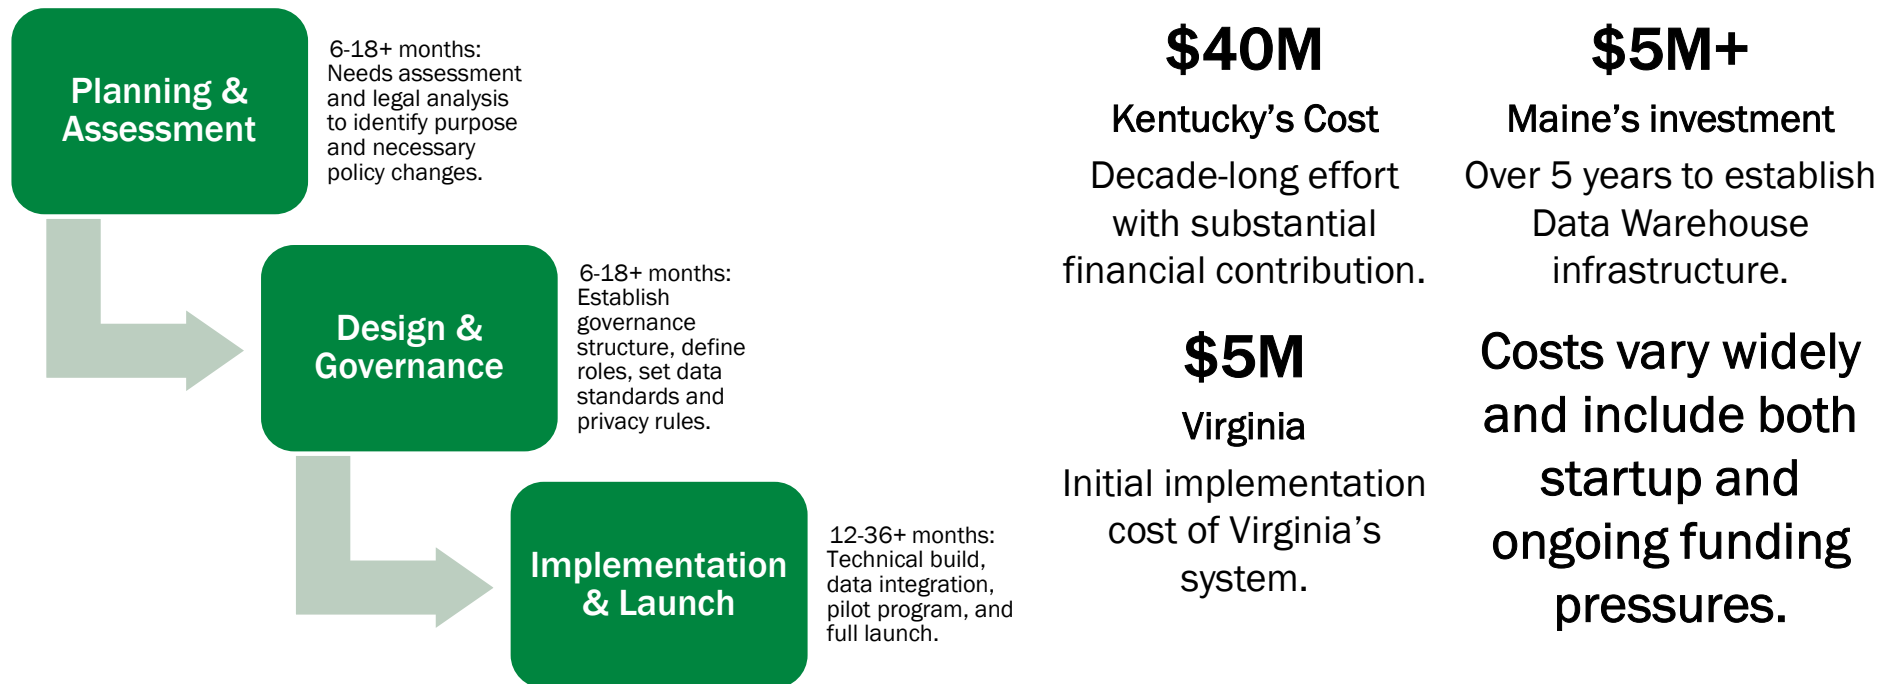 Planning &
Assessment
6-18+ months:
Needs assessment
and legal analysis
to identify purpose
and necessary
policy changes.
Design &
Governance
6-18+ months:
Establish
governance
structure, define
roles, set data
standards and
privacy rules.
Implementation
& Launch
12-36+ months:
Technical build,
data integration,
pilot program, and
full launch.
$40M
Kentucky’s Cost
Decade-long effort
with substantial
financial contribution.
$5M+
Maine’s investment
Over 5 years to establish
Data Warehouse
infrastructure.
$5M
Virginia
Initial implementation
cost of Virginia’s
system.
Costs vary widely
and include both
startup and
ongoing funding
pressures.